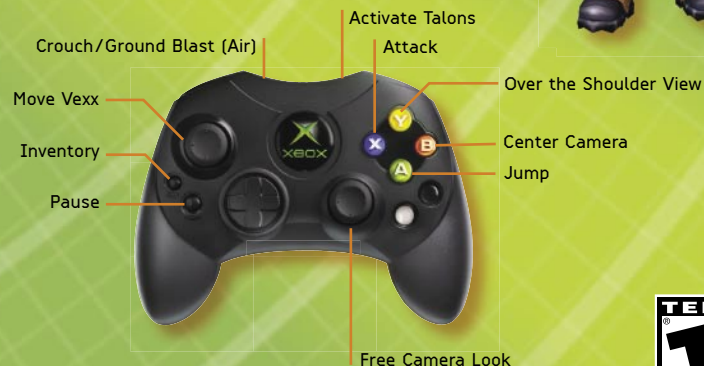 Activate Talons
Crouch/Ground Blast (Air)
Attack
Over the Shoulder View
Move Vexx
Y
X
B
XBOX
Center Camera
Inventory
A
Jump
Pause
TE
®
Free Camera Look